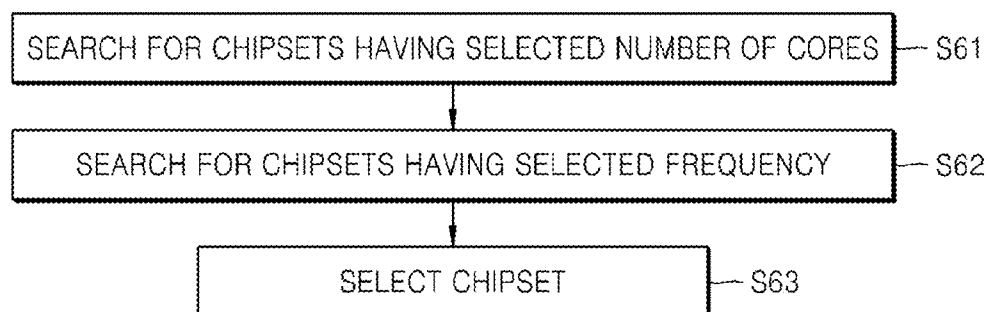 SEARCH FOR CHIPSETS HAVING SELECTED NUMBER OF CORES S61
SEARCH FOR CHIPSETS HAVING SELECTED FREQUENCY S62
SELECT CHIPSET S63